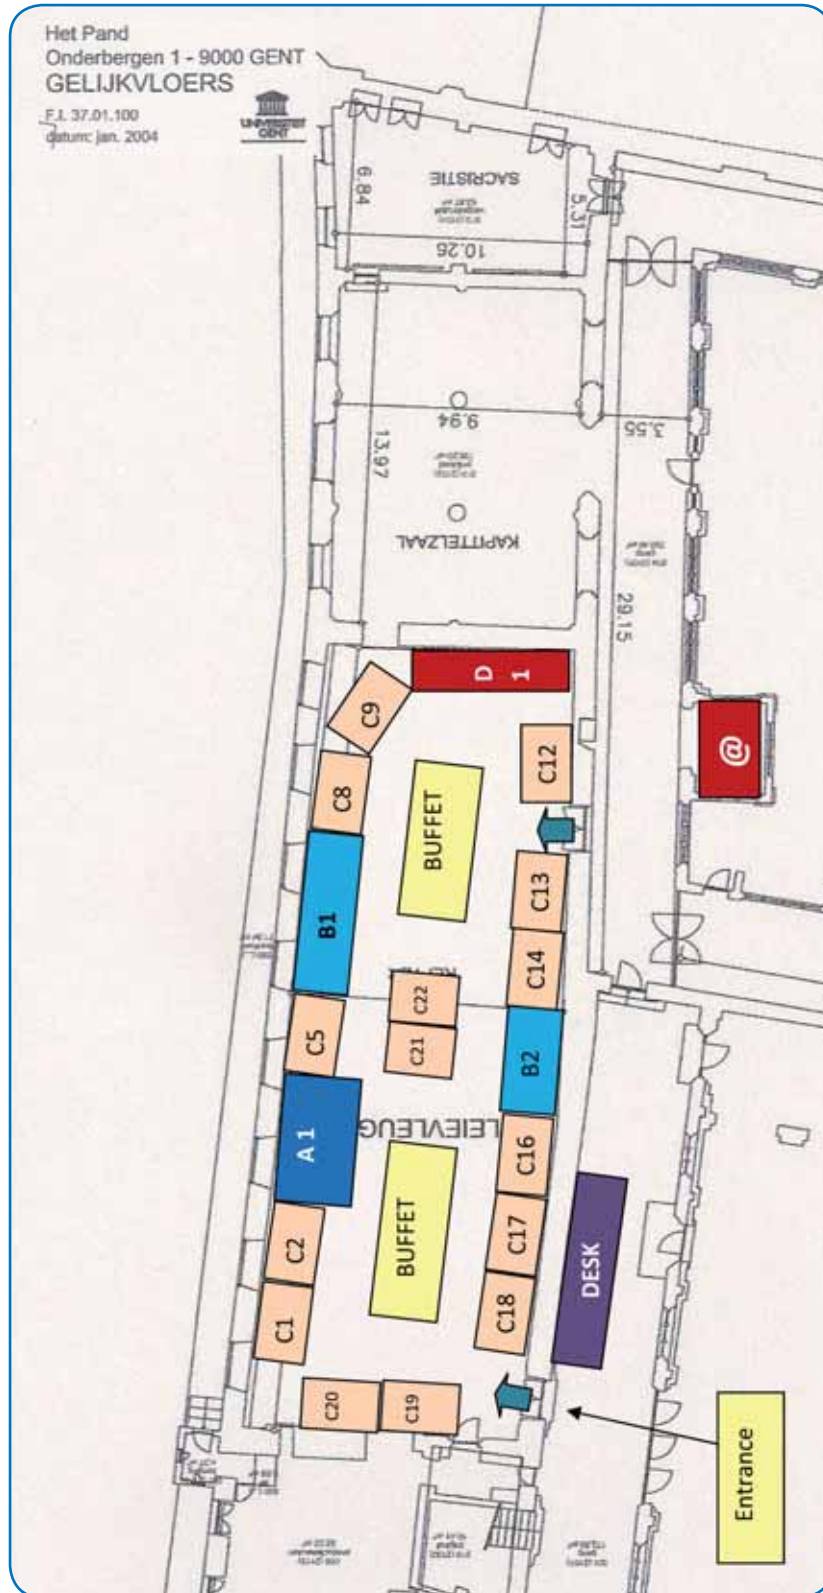 Het Pand
Onderbergen 1 - 9000 GENT
GELIJKVLOERS
F.I. 37.01.100
datum: jan. 2004
UNIVERSITEIT
GENT
SACRISTIE
6.84
5.31
10.26
13.97
9.94
3.55
KAPITTELZAAL
29.15
D 1
C9
@
C8
C12
BUFFET
B1
C13
C14
C22
C5
C21
B2
A 1
LEIEVLEUG
C16
C2
BUFFET
C17
C1
C18
DESK
C20
C19
Entrance